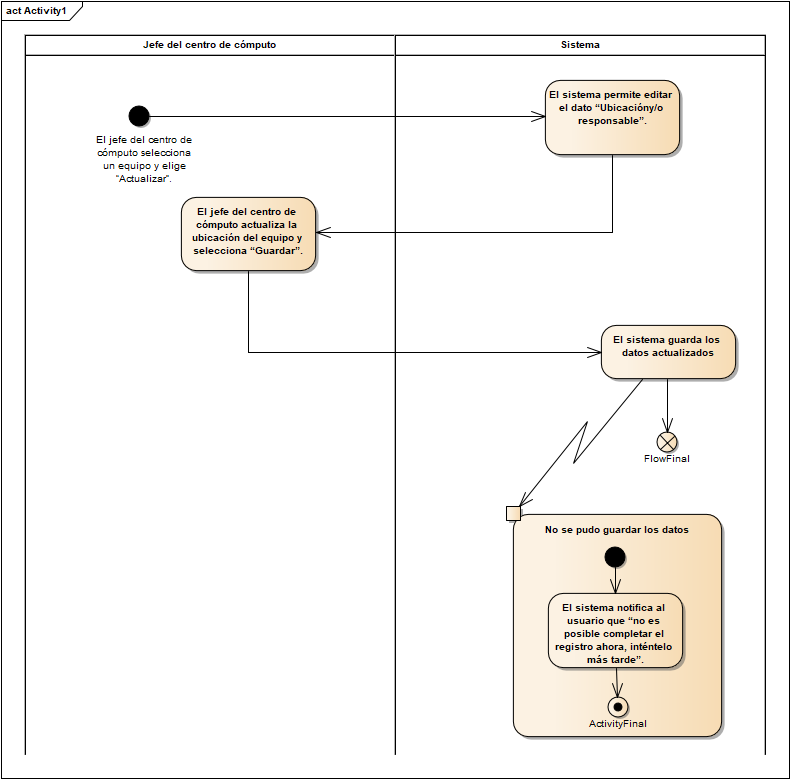 act Activity1
Jefe del centro de cómputo
Sistema
El sistema permite editar
el dato “Ubicacióny/o
responsable”.
El jefe del centro de
cómputo selecciona
un equipo y elige
“Actualizar”.
El jefe del centro de
cómputo actualiza la
ubicación del equipo y
selecciona “Guardar”.
El sistema guarda los
datos actualizados
FlowFinal
No se pudo guardar los datos
El sistema notifica al
usuario que “no es
posible completar el
registro ahora, inténtelo
más tarde”.
ActivityFinal